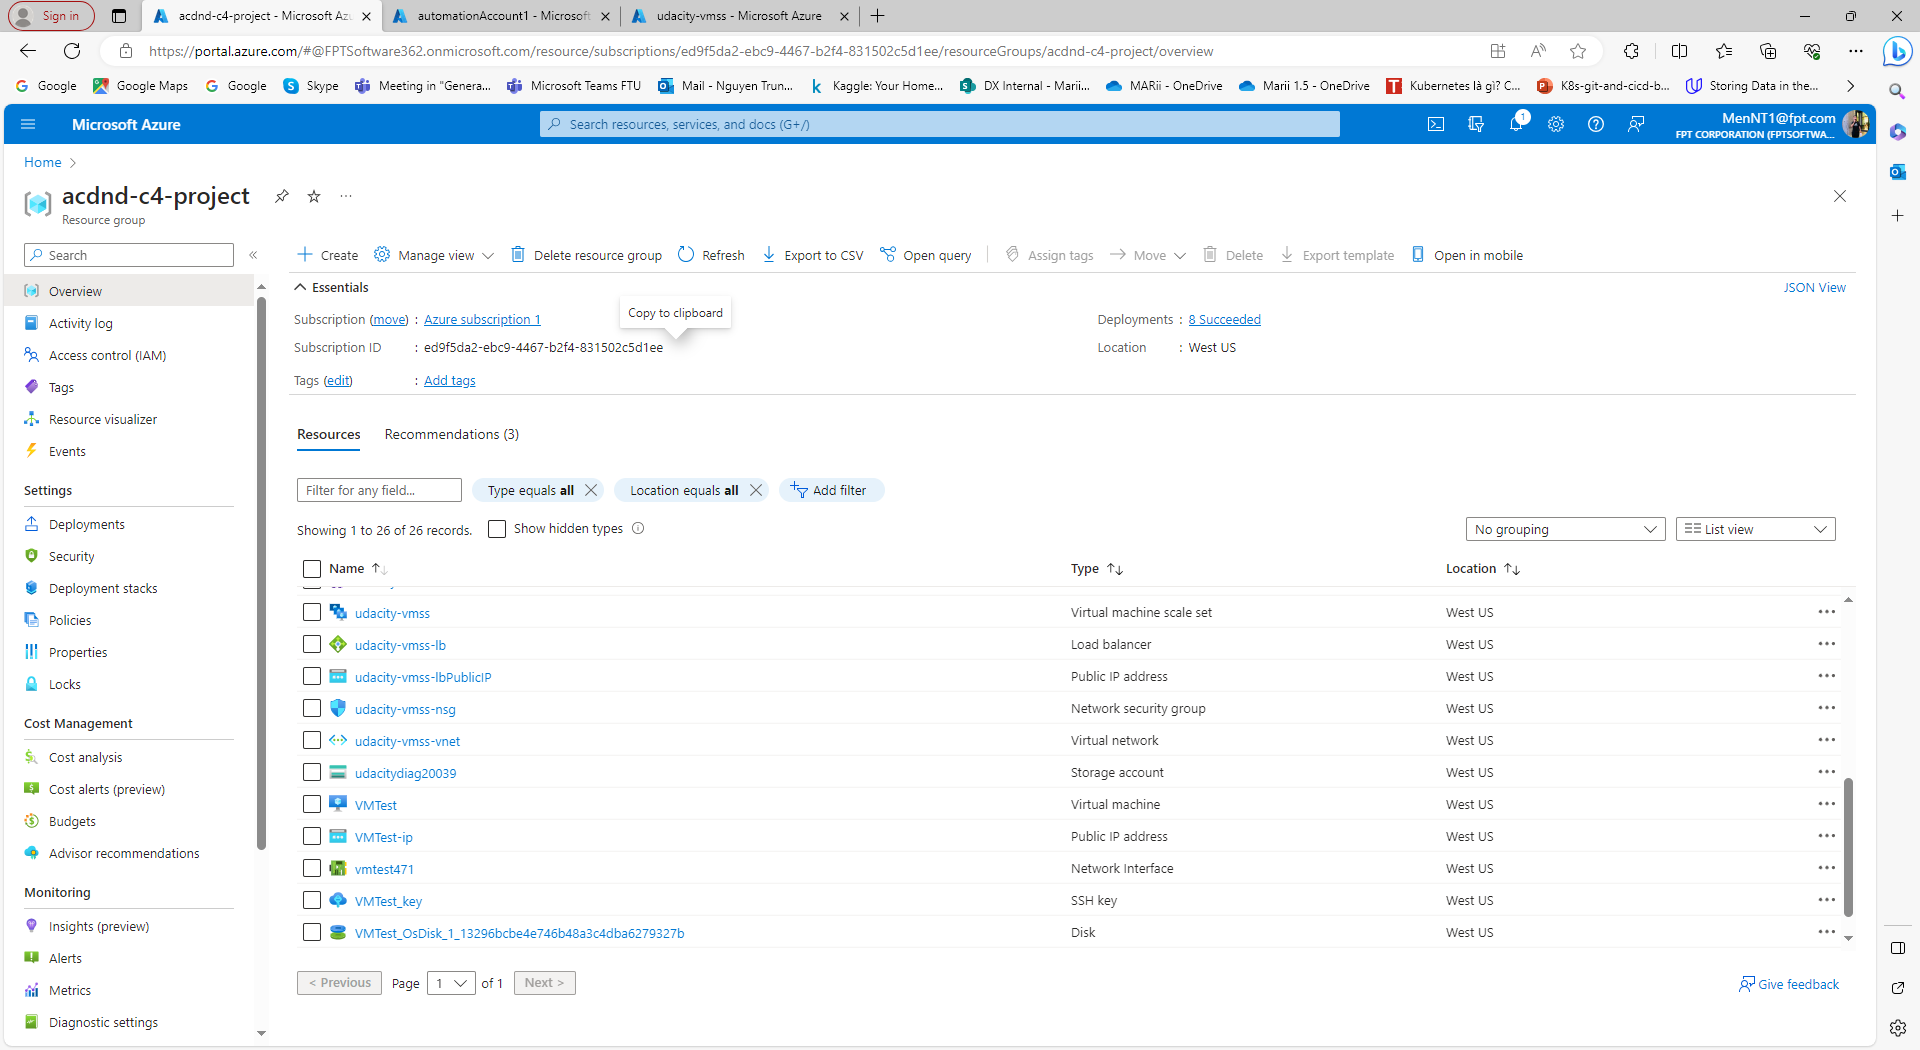 Sign in
acdnd-c4-project - Microsoft Azu
automationAccount1 - Microsoft
udacity-vmss - Microsoft Azure
https://portal.azure.com/#@FPTSoftware362.onmicrosoft.com/resource/subscriptions/ed9f5da2-ebc9-4467-b2f4-831502c5d1ee/resourceGroups/acdnd-c4-project/overview
Google
Google Maps
Google
Skype
Meeting in "Genera...
Microsoft Teams FTU
Mail - Nguyen Trun...
Kaggle: Your Home...
DX Internal - Marii...
MARii - OneDrive
Marii 1.5 - OneDrive
Kubernetes là gì? C...
K8s-git-and-cicd-b...
Storing Data in the...
Microsoft Azure
Search resources, services, and docs (G+/)
1
MenNT1@fpt.com
FPT CORPORATION (FPTSOFTWA...
Home
acdnd-c4-project
Resource group
Search
Create
Manage view
Delete resource group
Refresh
Export to CSV
Open query
Assign tags
Move
Delete
Export template
Open in mobile
Essentials
JSON View
Copy to clipboard
Subscription (move) : Azure subscription 1
Deployments : 8 Succeeded
Subscription ID : ed9f5da2-ebc9-4467-b2f4-831502c5d1ee
Location : West US
Tags (edit) : Add tags
Overview
Activity log
Access control (IAM)
Tags
Resource visualizer
Events
Settings
Deployments
Security
Deployment stacks
Policies
Properties
Locks
Cost Management
Cost analysis
Cost alerts (preview)
Budgets
Advisor recommendations
Monitoring
Insights (preview)
Alerts
Metrics
Diagnostic settings
Resources
Recommendations (3)
Filter for any field...
Type equals all
Location equals all
Add filter
Showing 1 to 26 of 26 records.
Show hidden types
No grouping
List view
Name
Type
Location
udacity-vmss Virtual machine scale set West US
udacity-vmss-lb Load balancer West US
udacity-vmss-lbPublicIP Public IP address West US
udacity-vmss-nsg Network security group West US
udacity-vmss-vnet Virtual network West US
udacitydiag20039 Storage account West US
VMTest Virtual machine West US
VMTest-ip Public IP address West US
vmtest471 Network Interface West US
VMTest_key SSH key West US
VMTest_OsDisk_1_13296bcbe4e746b48a3c4dba6279327b Disk West US
< Previous
Page 1 of 1
Next >
Give feedback